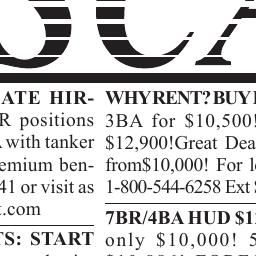 SCA
ATE HIR-
R positions
with tanker
emium ben-
41 or visit as
t.com
TS: START
WHY RENT? BUY
3BA for $10,500!
$12,900!Great Dea
from$10,000! For
1-800-544-6258 Ext
7BR/4BA HUD
only $10,000!